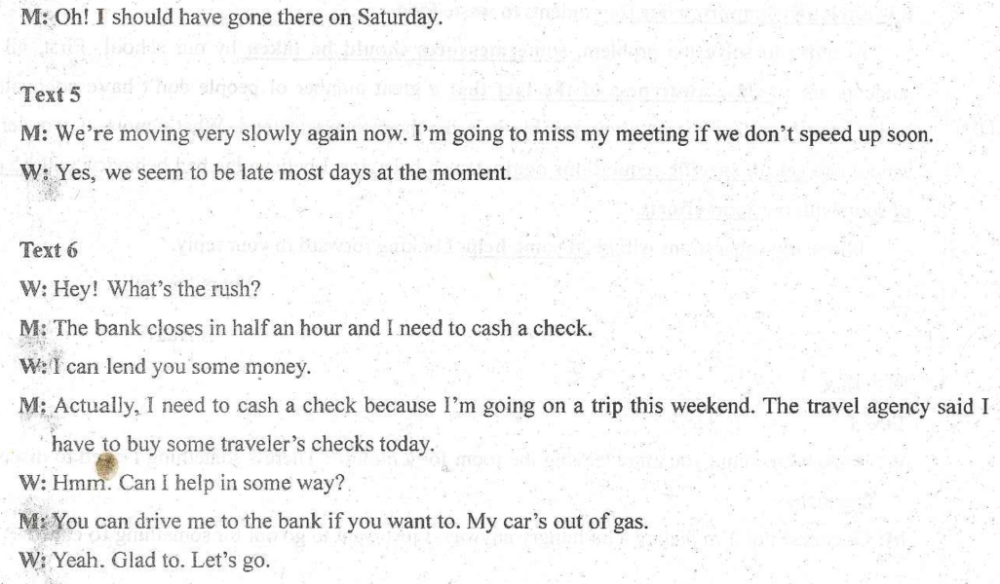 M: Oh! I should have gone there on Saturday.
Text 5
M: We're moving very slowly again now. I'm going to miss my meeting if we don't speed up soon.
W: Yes, we seem to be late most days at the moment.
Text 6
W: Hey! What's the rush?
M: The bank closes in half an hour and I need to cash a check.
W: I can lend you some money.
M: Actually, I need to cash a check because I'm going on a trip this weekend. The travel agency said I
have to buy some traveler's checks today.
W: Hmm. Can I help in some way?
M: You can drive me to the bank if you want to. My car's out of gas.
W: Yeah. Glad to. Let's go.